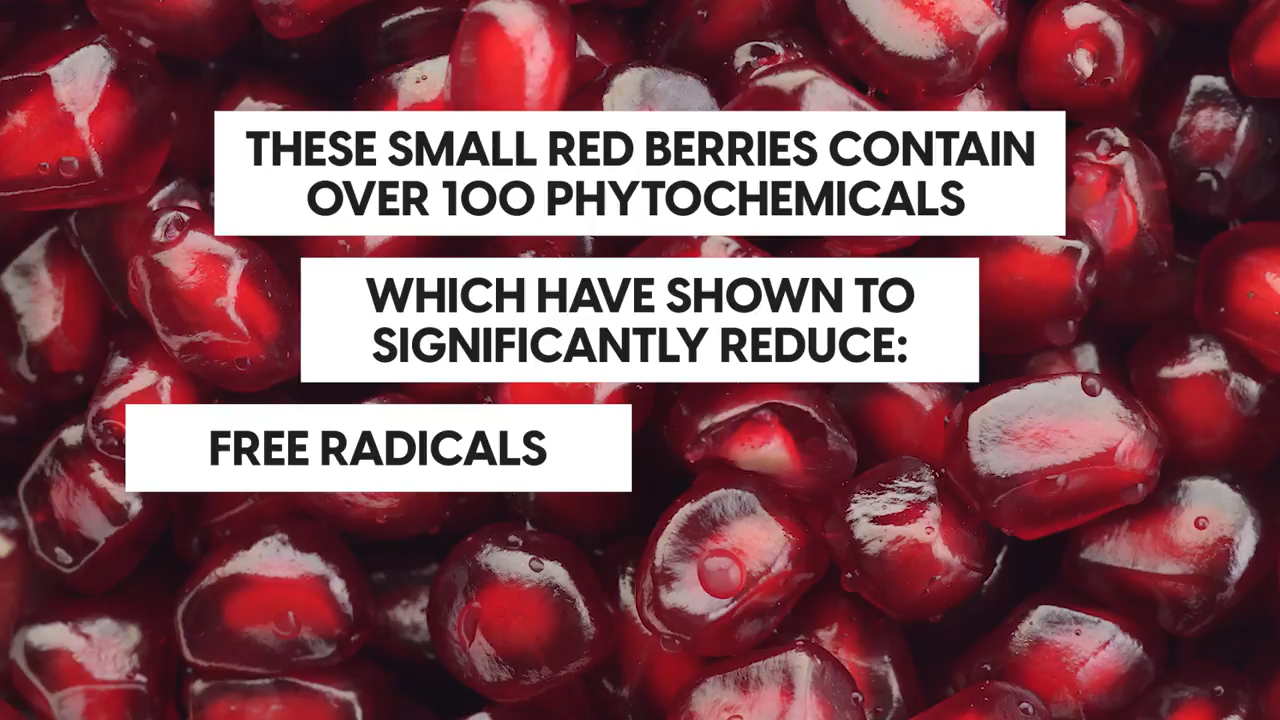 THESE SMALL RED BERRIES CONTAIN
OVER 100 PHYTOCHEMICALS
WHICH HAVE SHOWN TO
SIGNIFICANTLY REDUCE:
FREE RADICALS